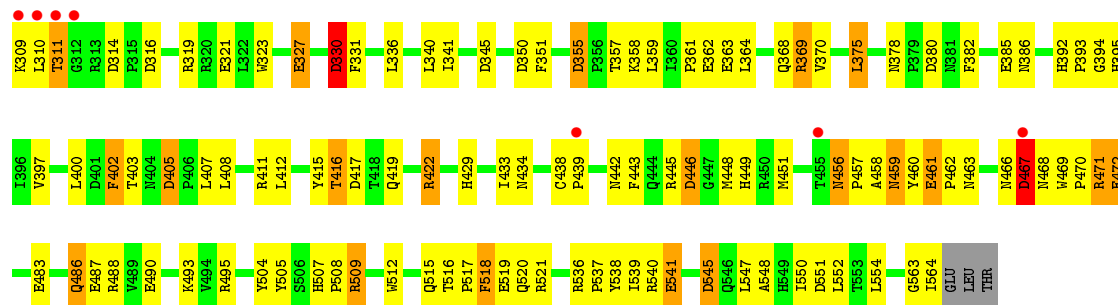 K309 L310 T311 G312 R313 D314 P315 D316 R319 R320 E321 L322 W323 E327 D330 F331 L336 L340 I341 D345 D350 F351 D355 P356 T357 K358 L359 I360 P361 E362 E363 L364 Q368 R369 V370 L375 N378 P379 D380 N381 F382 E385 N386 H392 P393 G394 H395
I396 V397 L400 D401 F402 T403 N404 D405 P406 L407 L408 R411 L412 Y415 T416 D417 T418 Q419 R422 H429 I433 N434 C438 P439 N442 F443 Q444 R445 D446 G447 M448 H449 R450 M451 T455 N456 P457 A458 N459 Y460 E461 P462 N463 N466 D467 N468 W469 P470 R471
E483 Q486 E487 R488 V489 E490 K493 V494 R495 Y504 Y505 S506 H507 P508 R509 W512 Q515 T516 P517 F518 E519 Q520 R521 R536 P537 Y538 I539 R540 E541 D545 Q546 L547 A548 H549 I550 D551 L552 T553 L554 G563 I564 GLU LEU THR